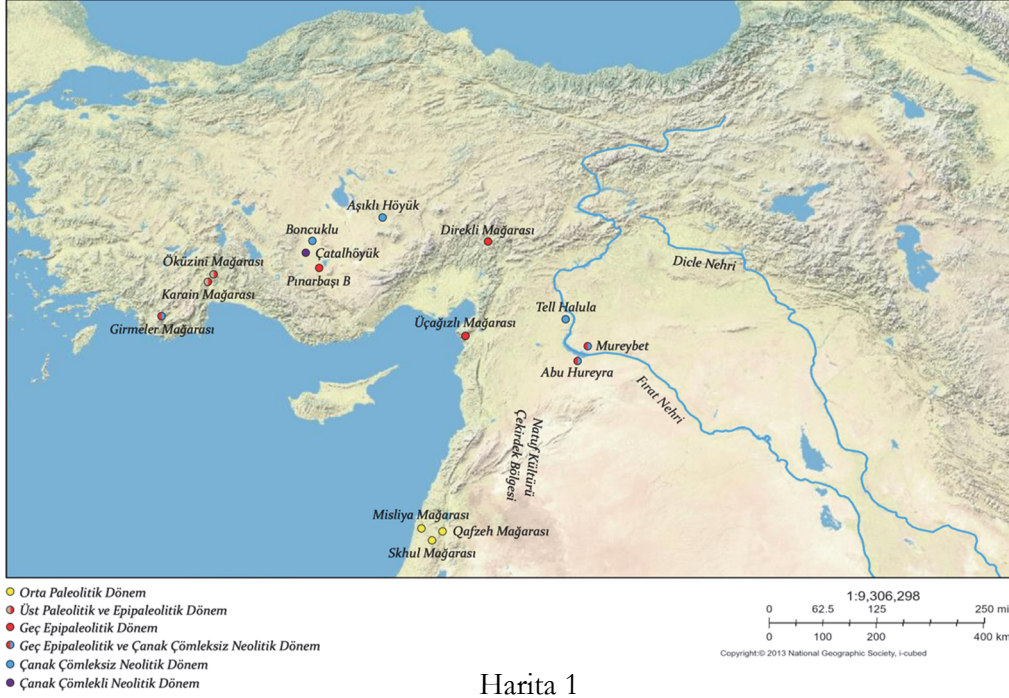 Aşıklı Höyük
Boncuklu
Direkli Mağarası
Çatalhöyük
Öküzini Mağarası
Pınarbaşı B
Karain Mağarası
Dicle Nehri
Tell Halula
Üçağızlı Mağarası
Girmeler Mağarası
Mureybet
Abu Hureyra
Fırat Nehri
Natuf Kültürü
Çekirdek Bölgesi
Misliya Mağarası
Qafzeh Mağarası
Skhul Mağarası
Orta Paleolitik Dönem
Üst Paleolitik ve Epipaleolitik Dönem
Geç Epipaleolitik Dönem
Geç Epipaleolitik ve Çanak Çömleksiz Neolitik Dönem
Çanak Çömleksiz Neolitik Dönem
Çanak Çömlekli Neolitik Dönem
1:9,306,298
0 62.5 125 250 mi
0 100 200 400 km
Copyright:© 2013 National Geographic Society, i-cubed
Harita 1